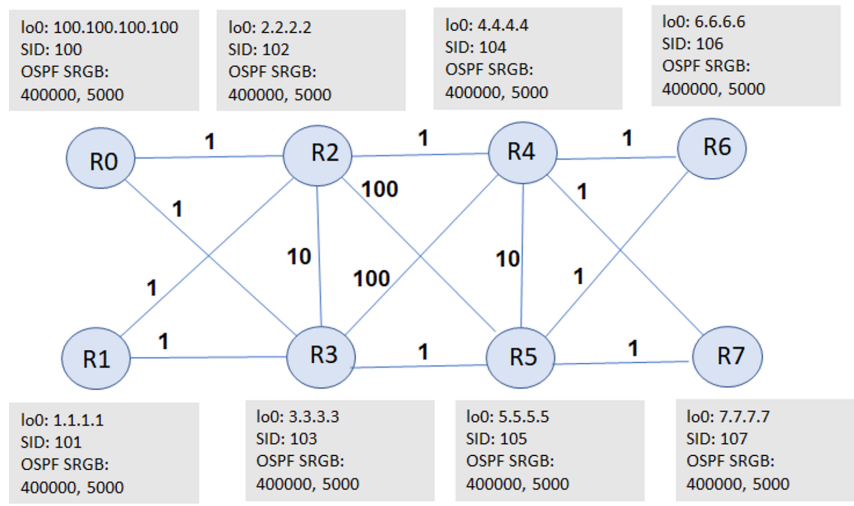 lo0: 100.100.100.100
SID: 100
OSPF SRGB:
400000, 5000
lo0: 2.2.2.2
SID: 102
OSPF SRGB:
400000, 5000
lo0: 4.4.4.4
SID: 104
OSPF SRGB:
400000, 5000
lo0: 6.6.6.6
SID: 106
OSPF SRGB:
400000, 5000
R0
1
R2
1
R4
1
R6
1
100
1
1
10
100
10
1
R1
1
R3
1
R5
1
R7
lo0: 1.1.1.1
SID: 101
OSPF SRGB:
400000, 5000
lo0: 3.3.3.3
SID: 103
OSPF SRGB:
400000, 5000
lo0: 5.5.5.5
SID: 105
OSPF SRGB:
400000, 5000
lo0: 7.7.7.7
SID: 107
OSPF SRGB:
400000, 5000